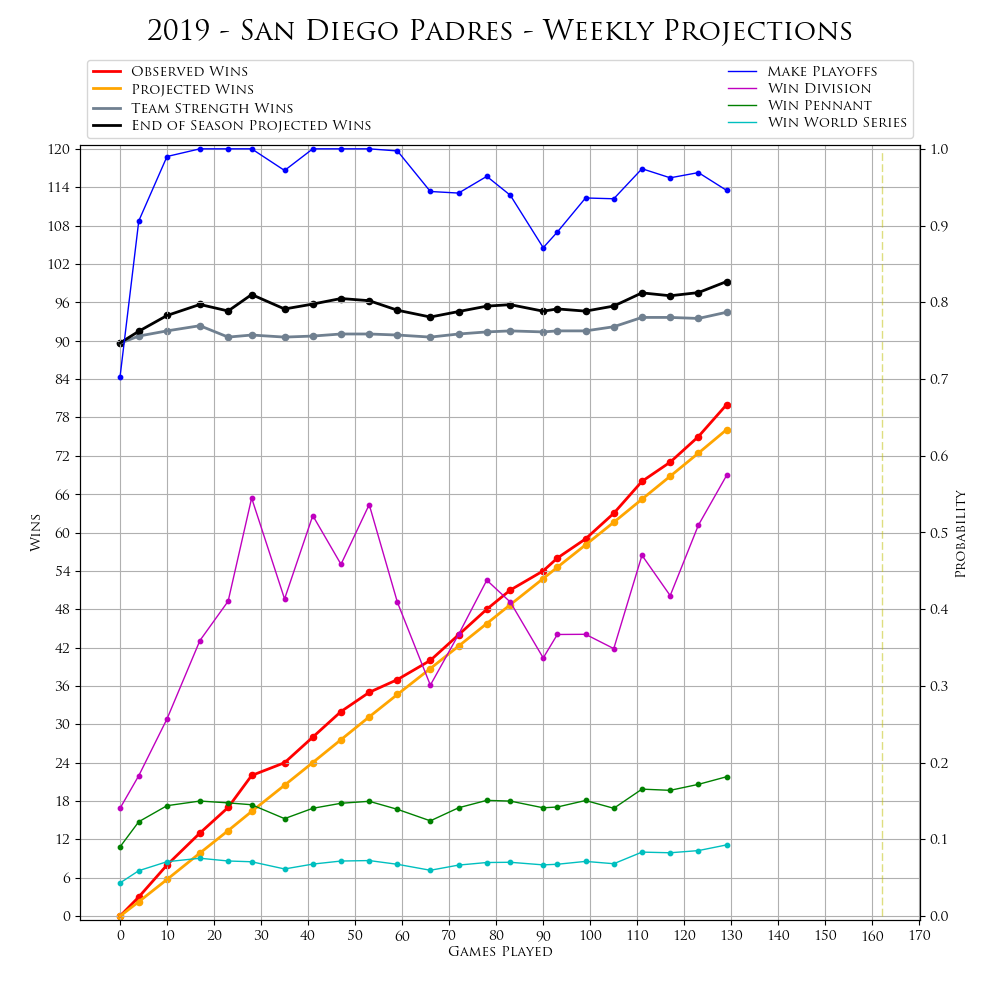 2019 - San Diego Padres - Weekly Projections
Observed Wins
Projected Wins
Team Strength Wins
End of Season Projected Wins
Make Playoffs
Win Division
Win Pennant
Win World Series
120
114
108
102
96
90
84
78
72
66
60
54
48
42
36
30
24
18
12
6
0
Wins
1.0
0.9
0.8
0.7
0.6
0.5
0.4
0.3
0.2
0.1
0.0
Probability
0 10 20 30 40 50 60 70 80 90 100 110 120 130 140 150 160 170
Games Played